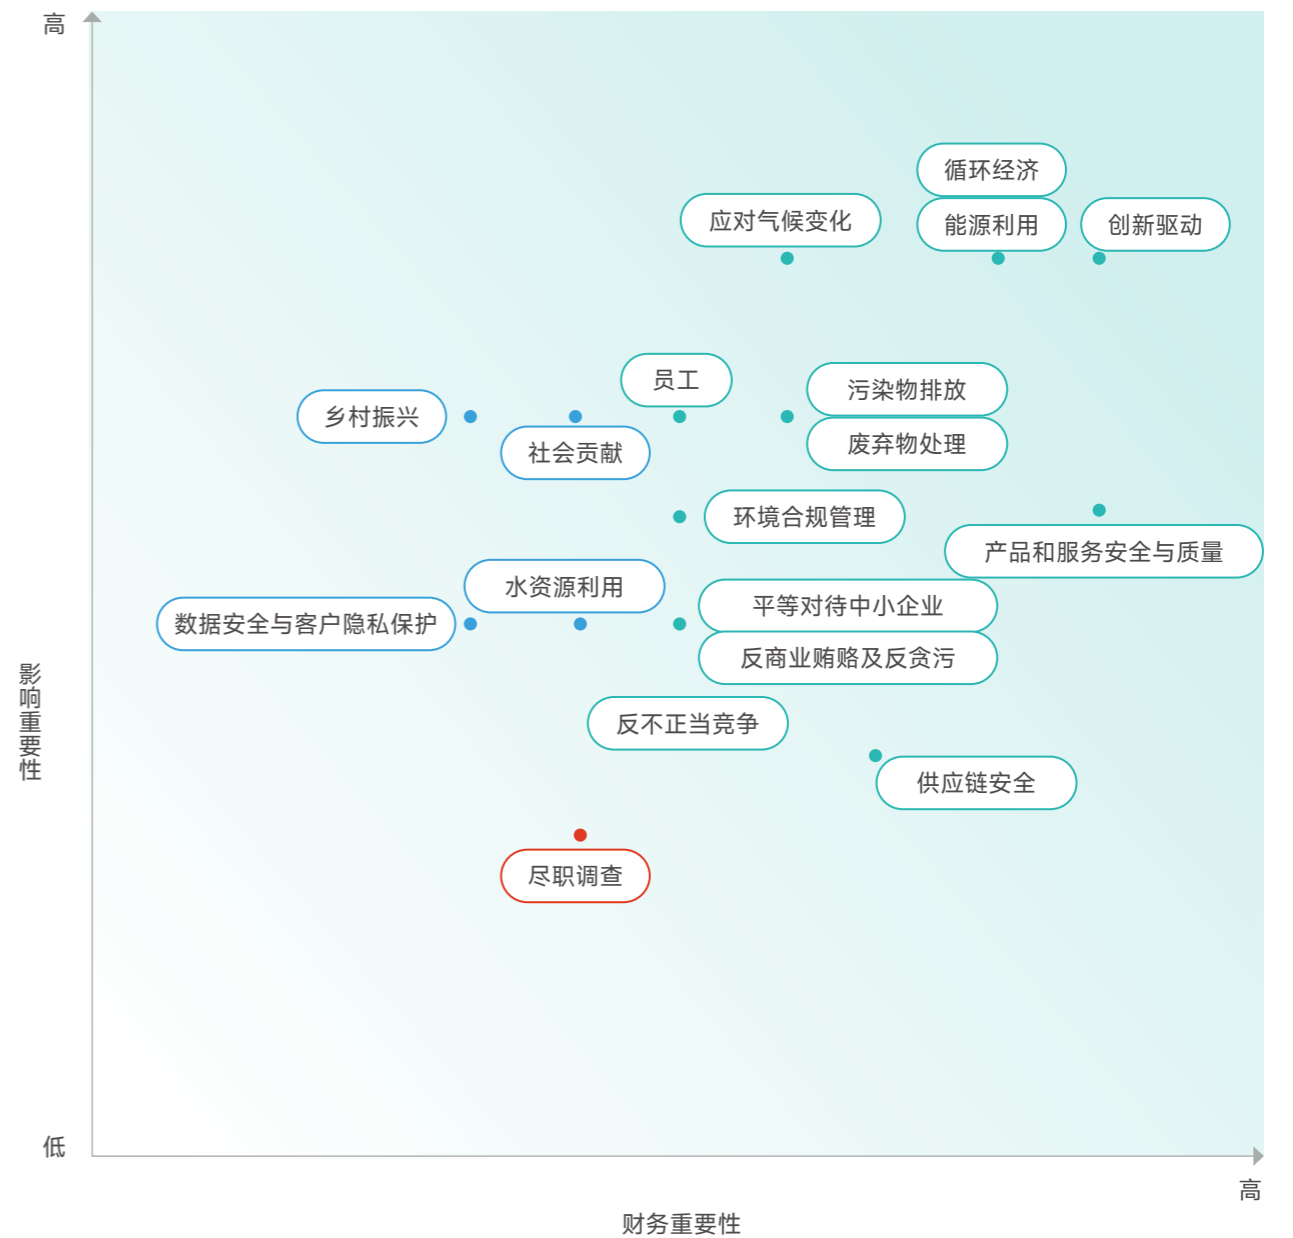 高
循环经济
应对气候变化
能源利用
创新驱动
员工
污染物排放
乡村振兴
社会贡献
废弃物处理
环境合规管理
产品和服务安全与质量
水资源利用
平等对待中小企业
数据安全与客户隐私保护
反商业贿赂及反贪污
反不正当竞争
供应链安全
尽职调查
影响重要性
低
高
财务重要性